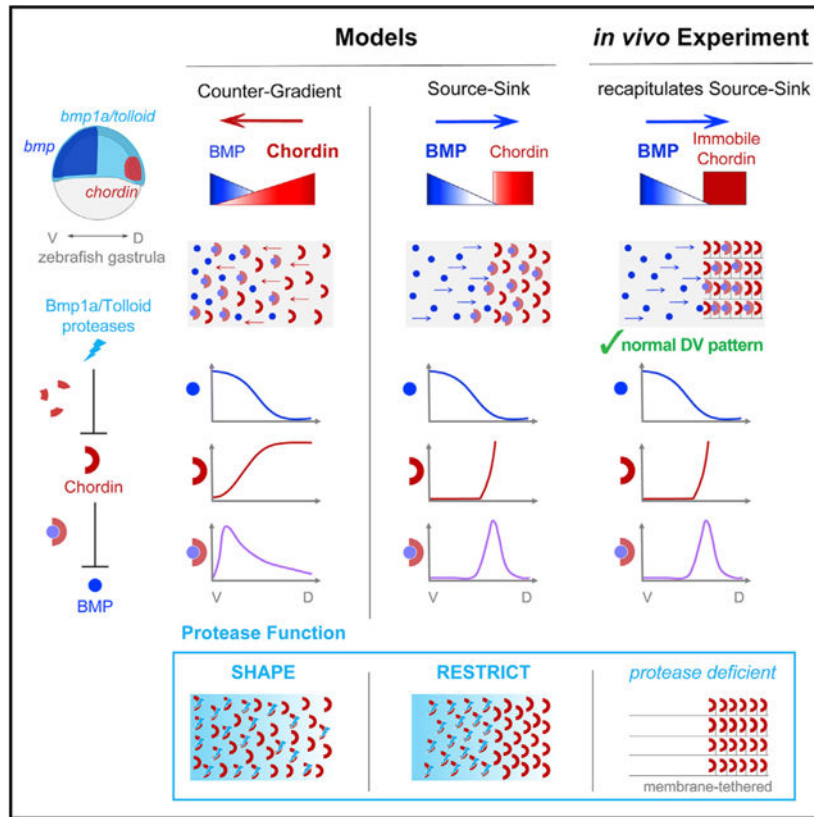 Models
in vivo Experiment
Counter-Gradient
Source-Sink
recapitulates Source-Sink
bmp1a/tolloid
bmp
chordin
V
D
zebrafish gastrula
BMP
Chordin
BMP
Chordin
BMP
Immobile
Chordin
✓normal DV pattern
Bmp1a/Tolloid
proteases
Chordin
BMP
V
D
V
D
V
D
Protease Function
SHAPE
RESTRICT
protease deficient
membrane-tethered